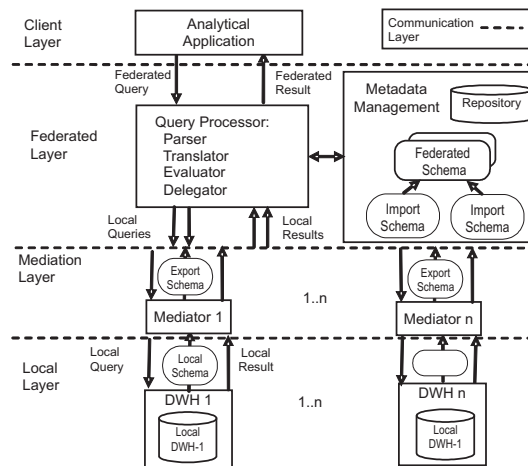 Client
Layer
Analytical
Application
Communication
Layer
Federated
Query
Federated
Result
Federated
Layer
Query Processor:
Parser
Translator
Evaluator
Delegator
Metadata
Management
Repository
Federated
Schema
Import
Schema
Import
Schema
Local
Queries
Local
Results
Mediation
Layer
Export
Schema
Mediator 1
1..n
Export
Schema
Mediator n
Local
Layer
Local
Query
Local
Schema
Local
Result
DWH 1
Local
DWH-1
1..n
DWH n
Local
DWH-1